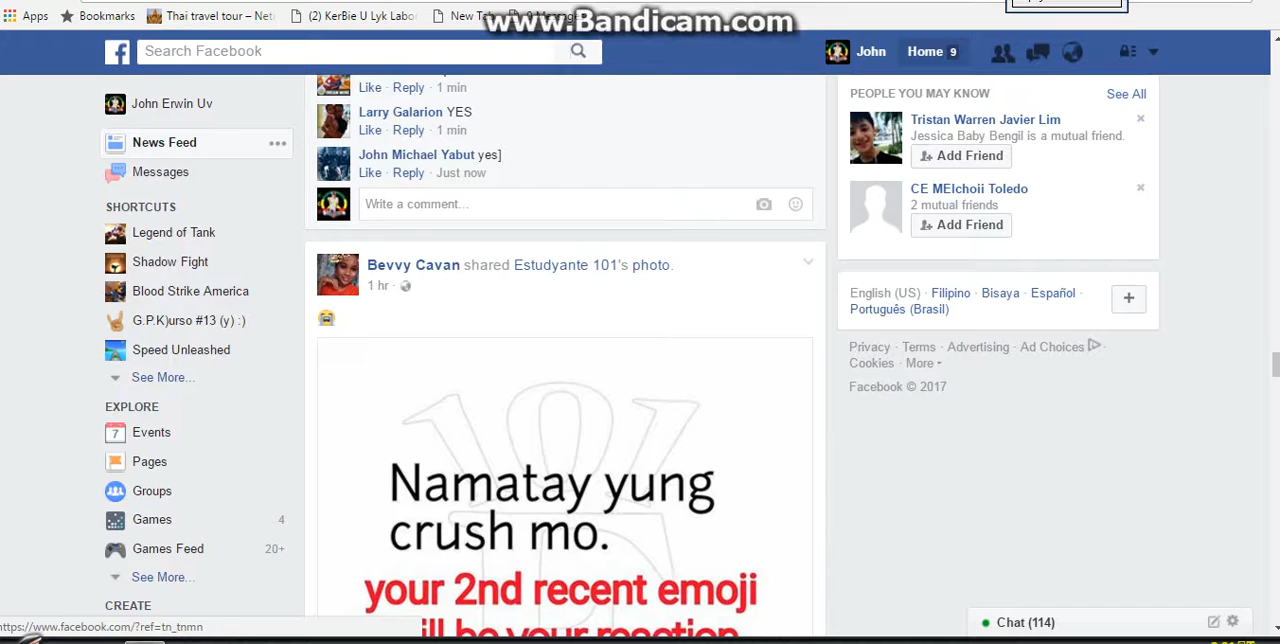 Apps Bookmarks Thai travel tour – Net (2) KerBie U Lyk Labo New Tab
www.Bandicam.com
Search Facebook
John Home 9
John Erwin Uv
News Feed
Messages
SHORTCUTS
Legend of Tank
Shadow Fight
Blood Strike America
G.P.K)urso #13 (y) :)
Speed Unleashed
See More...
EXPLORE
Events
Pages
Groups
Games 4
Games Feed 20+
See More...
CREATE
https://www.facebook.com/?ref=tn_tnmn
Like · Reply · 1 min
Larry Galarion YES
Like · Reply · 1 min
John Michael Yabut yes]
Like · Reply · Just now
Write a comment...
Bevvy Cavan shared Estudyante 101's photo.
1 hr ·
Namatay yung
crush mo.
your 2nd recent emoji
will be your reaction
PEOPLE YOU MAY KNOW See All
Tristan Warren Javier Lim
Jessica Baby Bengil is a mutual friend.
Add Friend
CE MElchoii Toledo
2 mutual friends
Add Friend
English (US) · Filipino · Bisaya · Español ·
Português (Brasil)
Privacy · Terms · Advertising · Ad Choices ·
Cookies · More
Facebook © 2017
Chat (114)